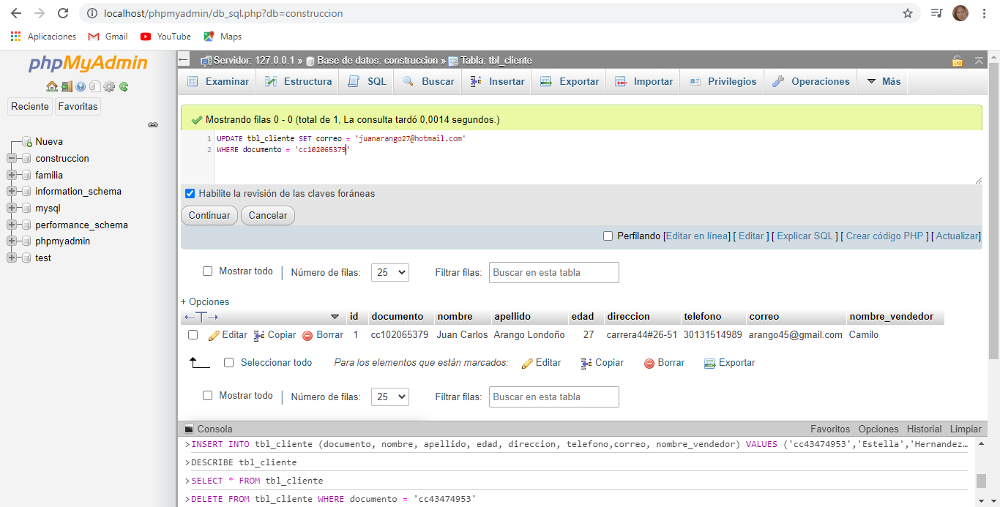 localhost/phpmyadmin/db_sql.php?db=construccion
Aplicaciones Gmail YouTube Maps
phpMyAdmin
Reciente Favoritas
Nueva
construccion
familia
information_schema
mysql
performance_schema
phpmyadmin
test
Servidor: 127.0.0.1 » Base de datos: construccion » Tabla: tbl_cliente
Examinar Estructura SQL Buscar Insertar Exportar Importar Privilegios Operaciones Más
Mostrando filas 0 - 0 (total de 1, La consulta tardó 0,0014 segundos.)
1 UPDATE tbl_cliente SET correo = 'juanarango27@hotmail.com'
2 WHERE documento = 'cc102065379'
Habilite la revisión de las claves foráneas
Continuar Cancelar
Perfilando [Editar en línea] [ Editar ] [ Explicar SQL ] [ Crear código PHP ] [ Actualizar]
Mostrar todo | Número de filas: 25 Filtrar filas: Buscar en esta tabla
+ Opciones
←T→ id documento nombre apellido edad direccion telefono correo nombre_vendedor
Editar Copiar Borrar 1 cc102065379 Juan Carlos Arango Londoño 27 carrera44#26-51 30131514989 arango45@gmail.com Camilo
Seleccionar todo Para los elementos que están marcados: Editar Copiar Borrar Exportar
Mostrar todo | Número de filas: 25 Filtrar filas: Buscar en esta tabla
Consola Favoritos Opciones Historial Limpiar
>INSERT INTO tbl_cliente (documento, nombre, apellido, edad, direccion, telefono,correo, nombre_vendedor) VALUES ('cc43474953','Estella','Hernandez…
>DESCRIBE tbl_cliente
>SELECT * FROM tbl_cliente
>DELETE FROM tbl_cliente WHERE documento = 'cc43474953'